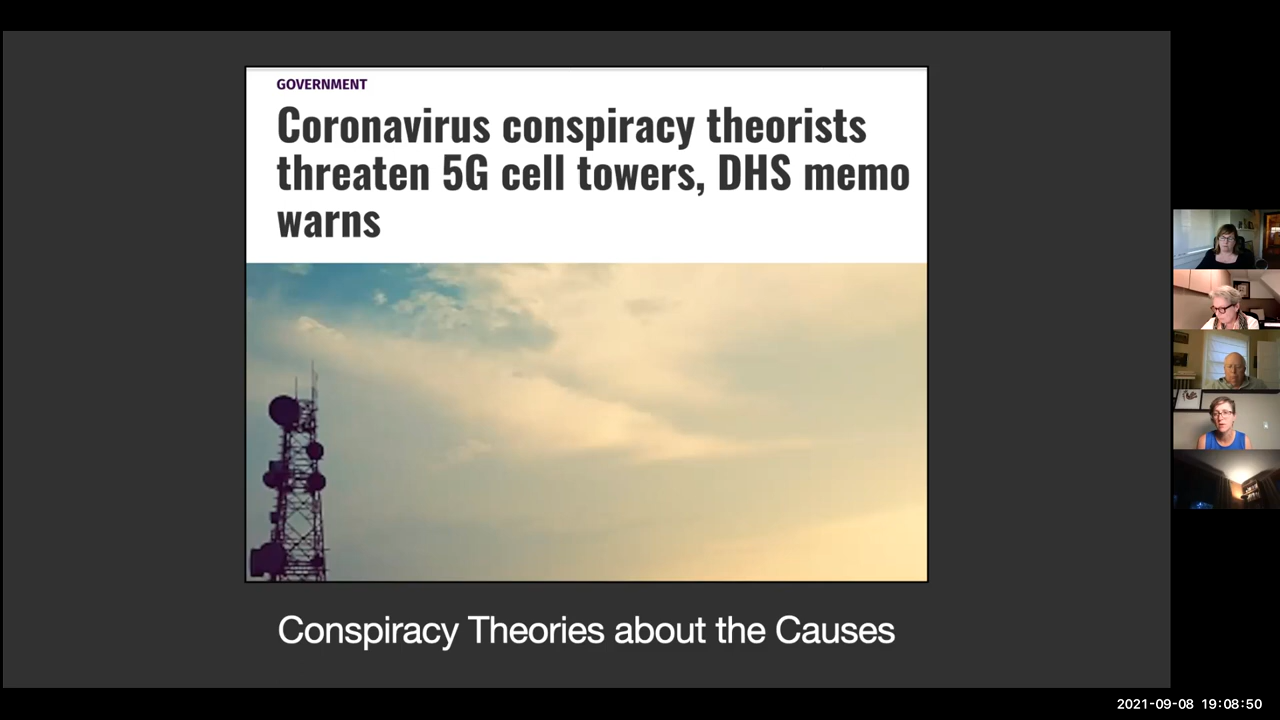 GOVERNMENT
Coronavirus conspiracy theorists
threaten 5G cell towers, DHS memo
warns
Conspiracy Theories about the Causes
2021-09-08 19:08:50